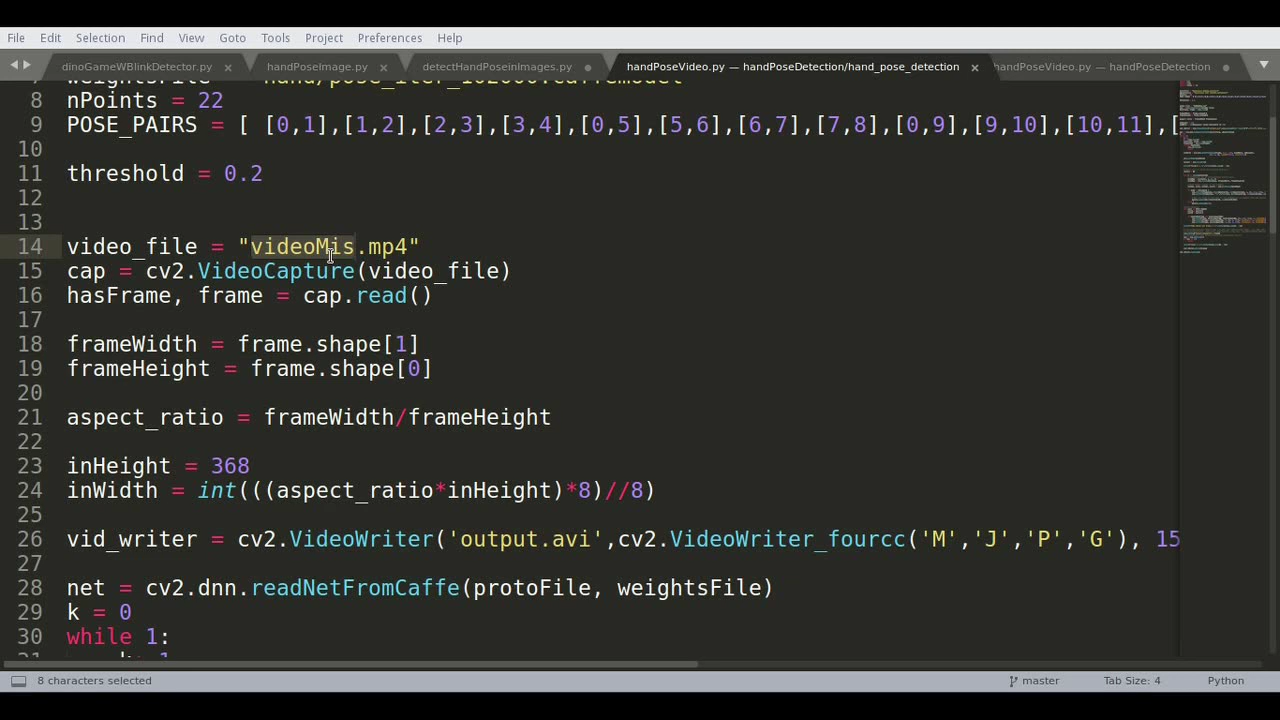 File Edit Selection Find View Goto Tools Project Preferences Help
dinoGameWBlinkDetector.py × handPoseImage.py × detectHandPoseinImages.py handPoseVideo.py — handPoseDetection/hand_pose_detection × handPoseVideo.py — handPoseDetection
8 nPoints = 22
9 POSE_PAIRS = [ [0,1],[1,2],[2,3],[3,4],[0,5],[5,6],[6,7],[7,8],[0,9],[9,10],[10,11],[
10
11 threshold = 0.2
12
13
14 video_file = "videoMis.mp4"
15 cap = cv2.VideoCapture(video_file)
16 hasFrame, frame = cap.read()
17
18 frameWidth = frame.shape[1]
19 frameHeight = frame.shape[0]
20
21 aspect_ratio = frameWidth/frameHeight
22
23 inHeight = 368
24 inWidth = int(((aspect_ratio*inHeight)*8)//8)
25
26 vid_writer = cv2.VideoWriter('output.avi',cv2.VideoWriter_fourcc('M','J','P','G'), 15
27
28 net = cv2.dnn.readNetFromCaffe(protoFile, weightsFile)
29 k = 0
30 while 1:
8 characters selected master Tab Size: 4 Python